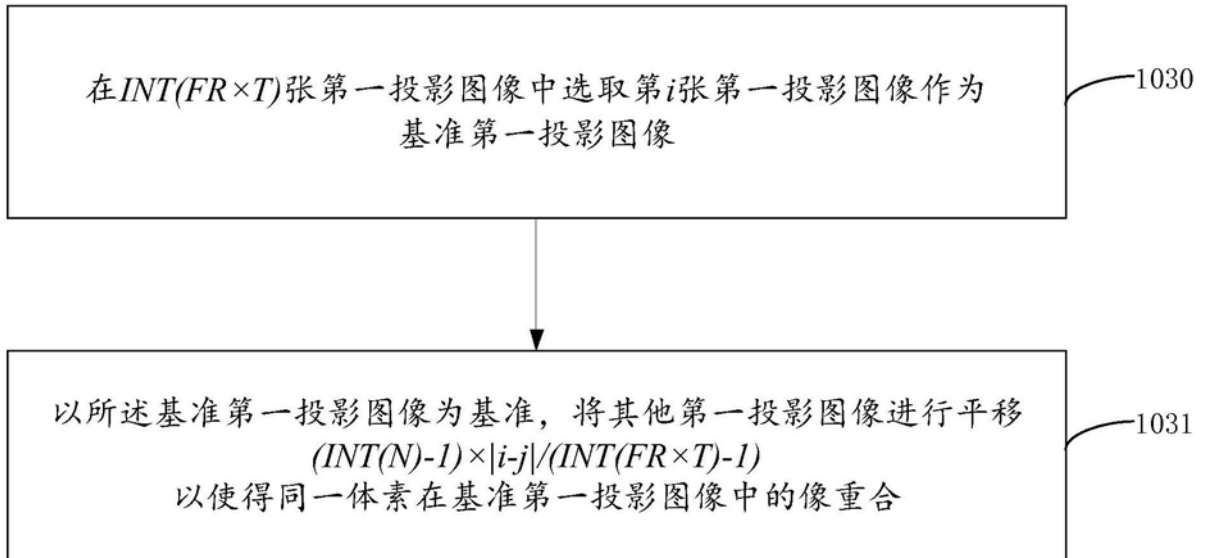 在INT(FR×T)张第一投影图像中选取第i张第一投影图像作为
基准第一投影图像
1030
以所述基准第一投影图像为基准，将其他第一投影图像进行平移
(INT(N)-1)×|i-j|/(INT(FR×T)-1)
以使得同一体素在基准第一投影图像中的像重合
1031